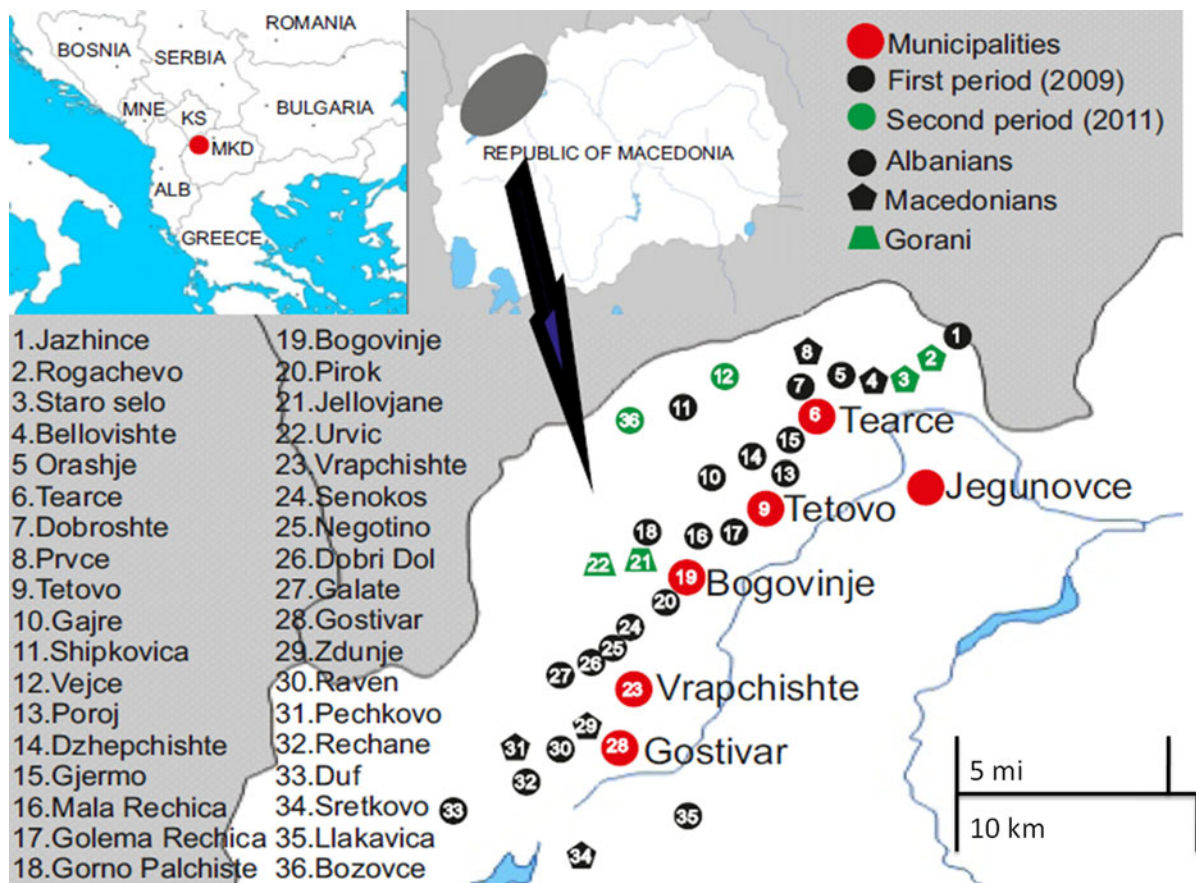 ROMANIA
BOSNIA
SERBIA
MNE
KS
BULGARIA
MKD
ALB
GREECE
REPUBLIC OF MACEDONIA
Municipalities
First period (2009)
Second period (2011)
Albanians
Macedonians
Gorani
1.Jazhince
2.Rogachevo
3.Staro selo
4.Bellovishte
5 Orashje
6.Tearce
7.Dobroshte
8.Prvce
9.Tetovo
10.Gajre
11.Shipkovica
12.Vejce
13.Poroj
14.Dzhepchishte
15.Gjermo
16.Mala Rechica
17.Golema Rechica
18.Gorno Palchiste
19.Bogovinje
20.Pirok
21.Jellovjane
22.Urvic
23.Vrapchishte
24.Senokos
25.Negotino
26.Dobri Dol
27.Galate
28.Gostivar
29.Zdunje
30.Raven
31.Pechkovo
32.Rechane
33.Duf
34.Sretkovo
35.Llakavica
36.Bozovce
1
8
2
12
5
4
3
7
11
36
6 Tearce
15
14
10
13
Jegunovce
9 Tetovo
18
16
17
22
21
19 Bogovinje
20
24
25
26
27
23 Vrapchishte
29
31
30
28 Gostivar
32
33
35
34
5 mi
10 km